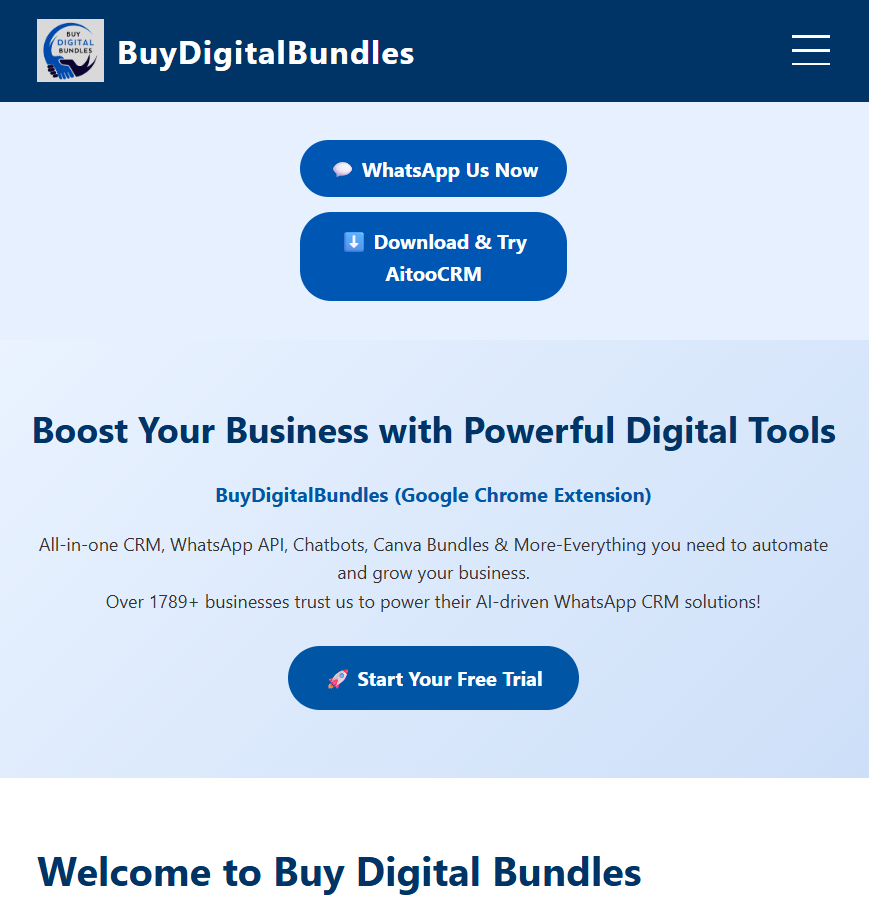 BUY
DIGITAL
BUNDLES
BuyDigitalBundles
💬 WhatsApp Us Now
⬇️ Download & Try
AitooCRM
Boost Your Business with Powerful Digital Tools
BuyDigitalBundles (Google Chrome Extension)
All-in-one CRM, WhatsApp API, Chatbots, Canva Bundles & More-Everything you need to automate
and grow your business.
Over 1789+ businesses trust us to power their AI-driven WhatsApp CRM solutions!
🚀 Start Your Free Trial
Welcome to Buy Digital Bundles